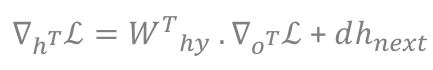 ∇_{h^T} ℒ = W^T_{hy} . ∇_{o^T} ℒ + dh_{next}